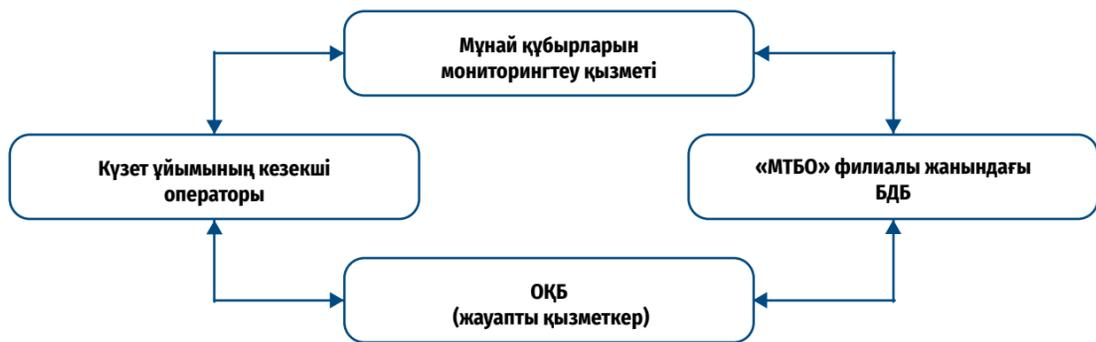 Мұнай құбырларын
мониторингтеу қызметі
Күзет ұйымының кезекші
операторы
«МТБО» филиалы жанындағы
БДБ
ОҚБ
(жауапты қызметкер)